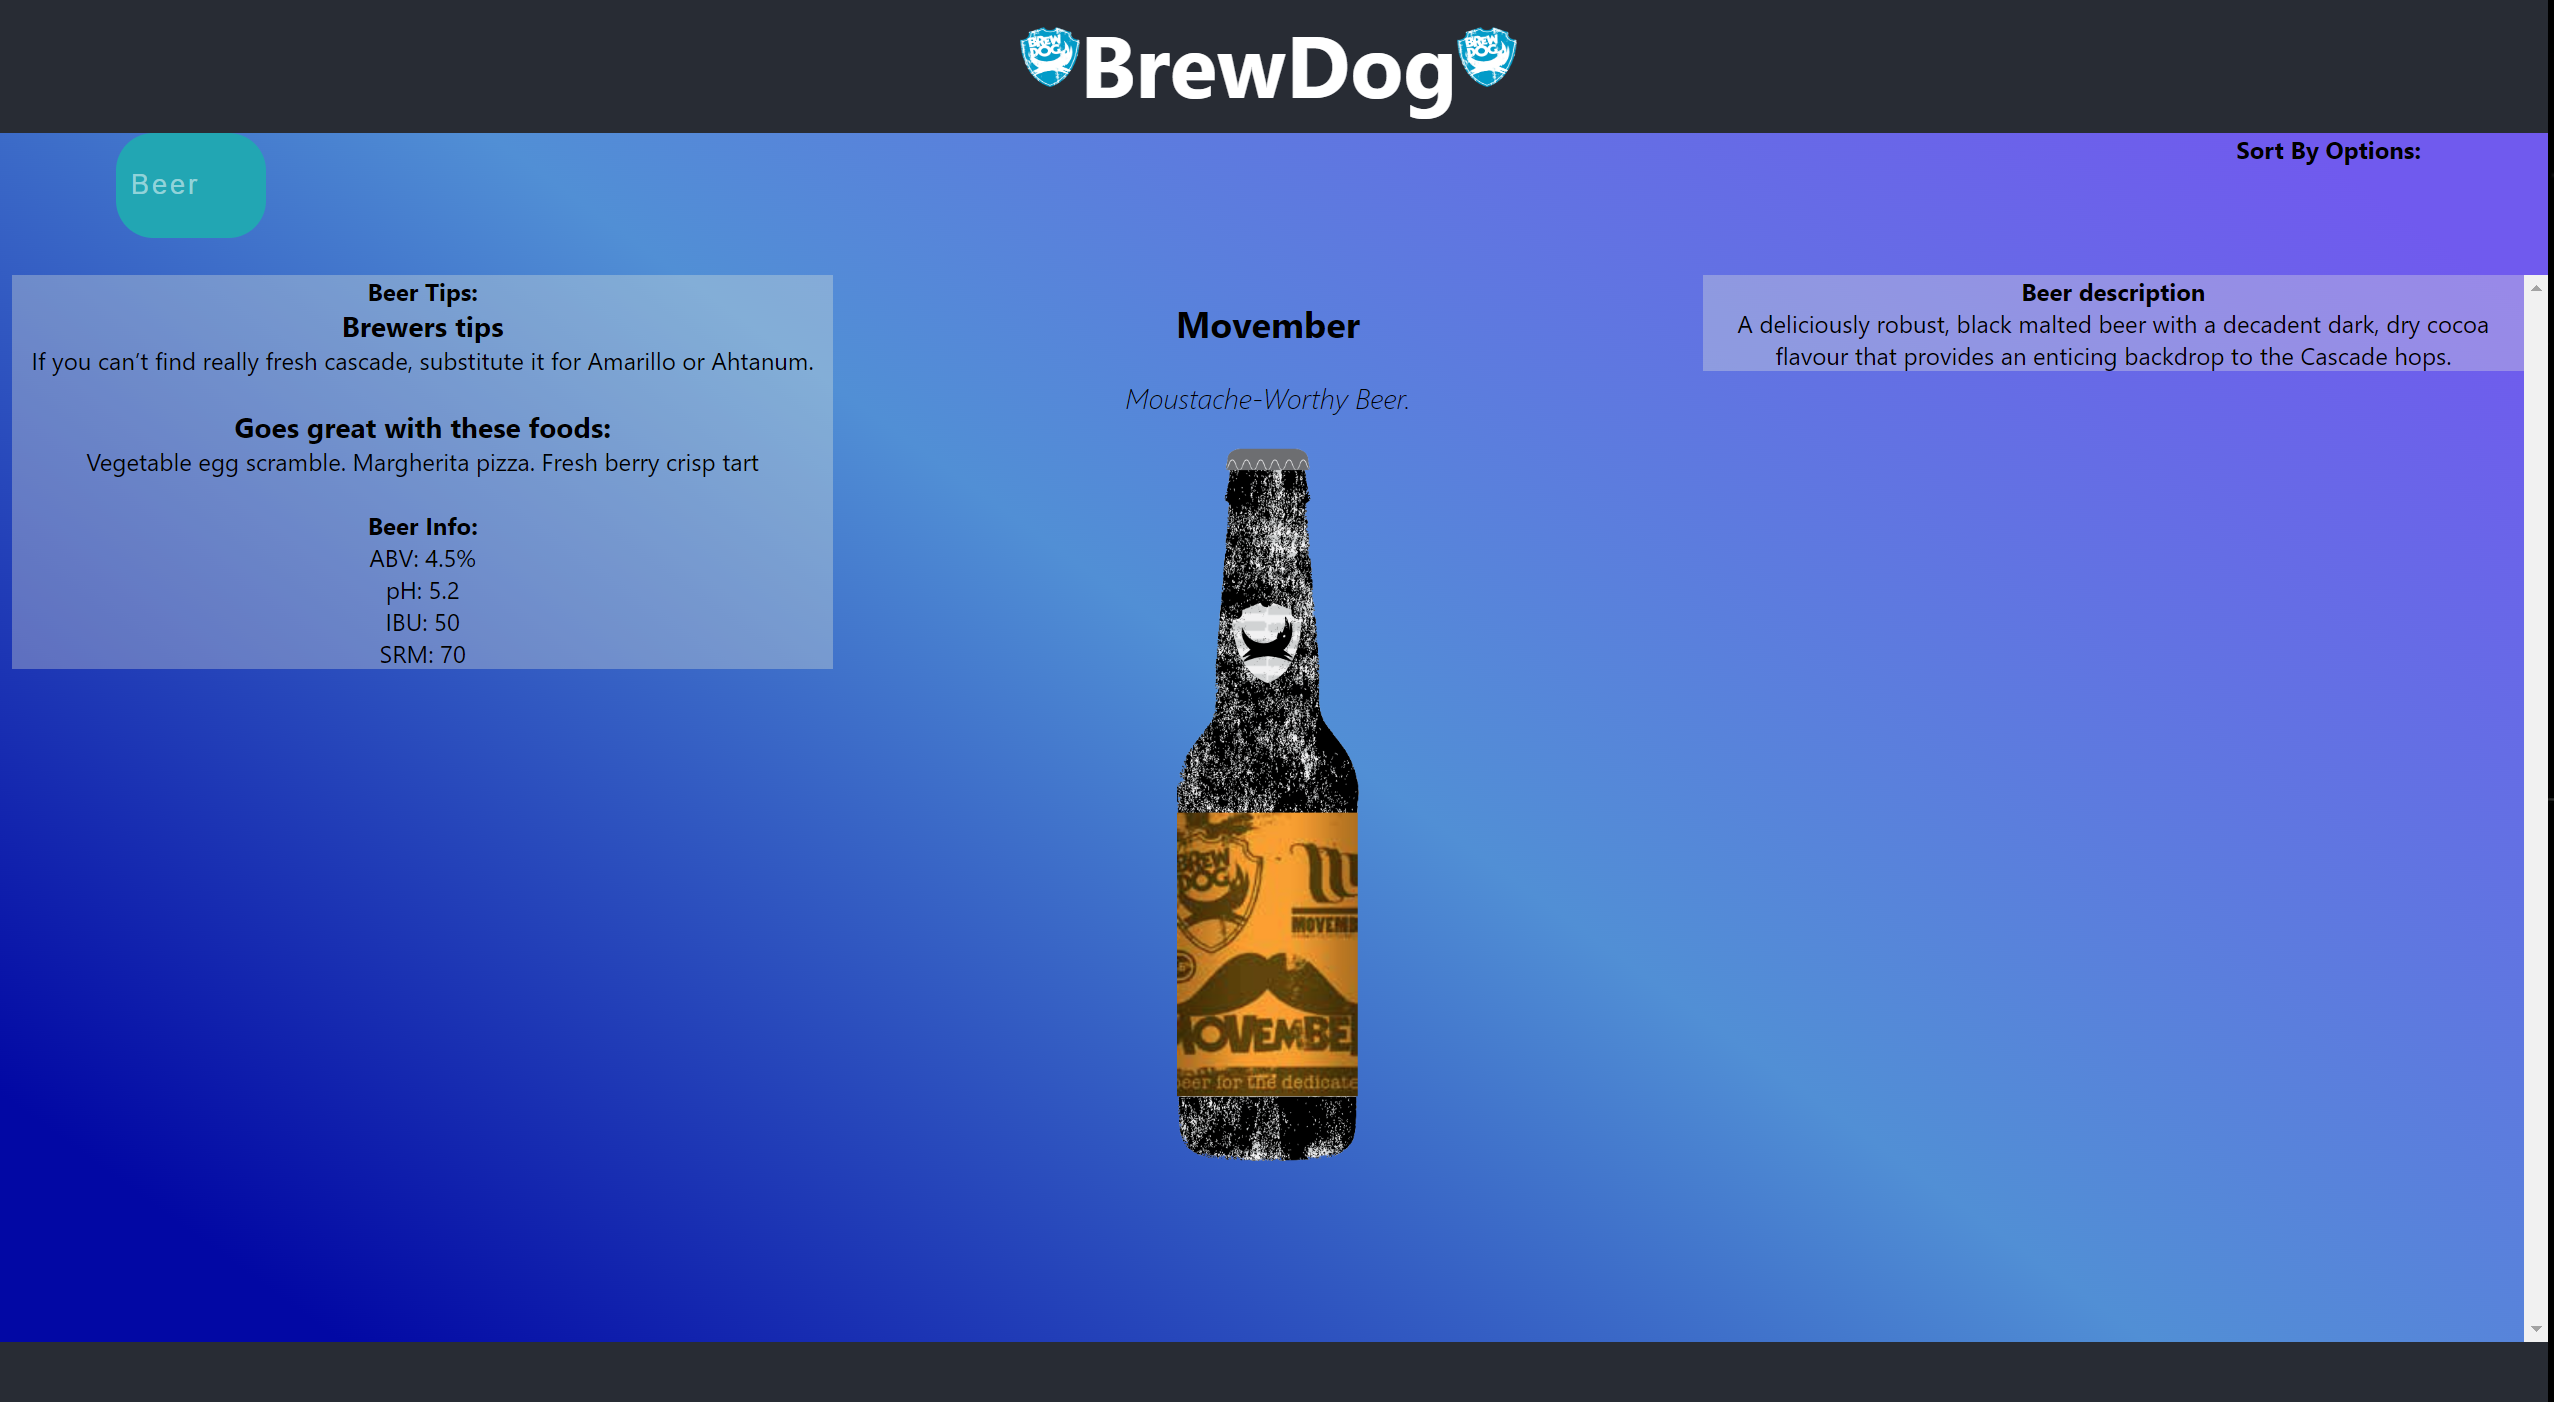 BREW
DOG
BrewDog
BREW
DOG
Beer
Sort By Options:
Beer Tips:
Brewers tips
If you can’t find really fresh cascade, substitute it for Amarillo or Ahtanum.
Goes great with these foods:
Vegetable egg scramble. Margherita pizza. Fresh berry crisp tart
Beer Info:
ABV: 4.5%
pH: 5.2
IBU: 50
SRM: 70
Movember
Moustache-Worthy Beer.
BREW
DOG
MOVEMB
MOVEMBE
beer for the dedicate
Beer description
A deliciously robust, black malted beer with a decadent dark, dry cocoa
flavour that provides an enticing backdrop to the Cascade hops.